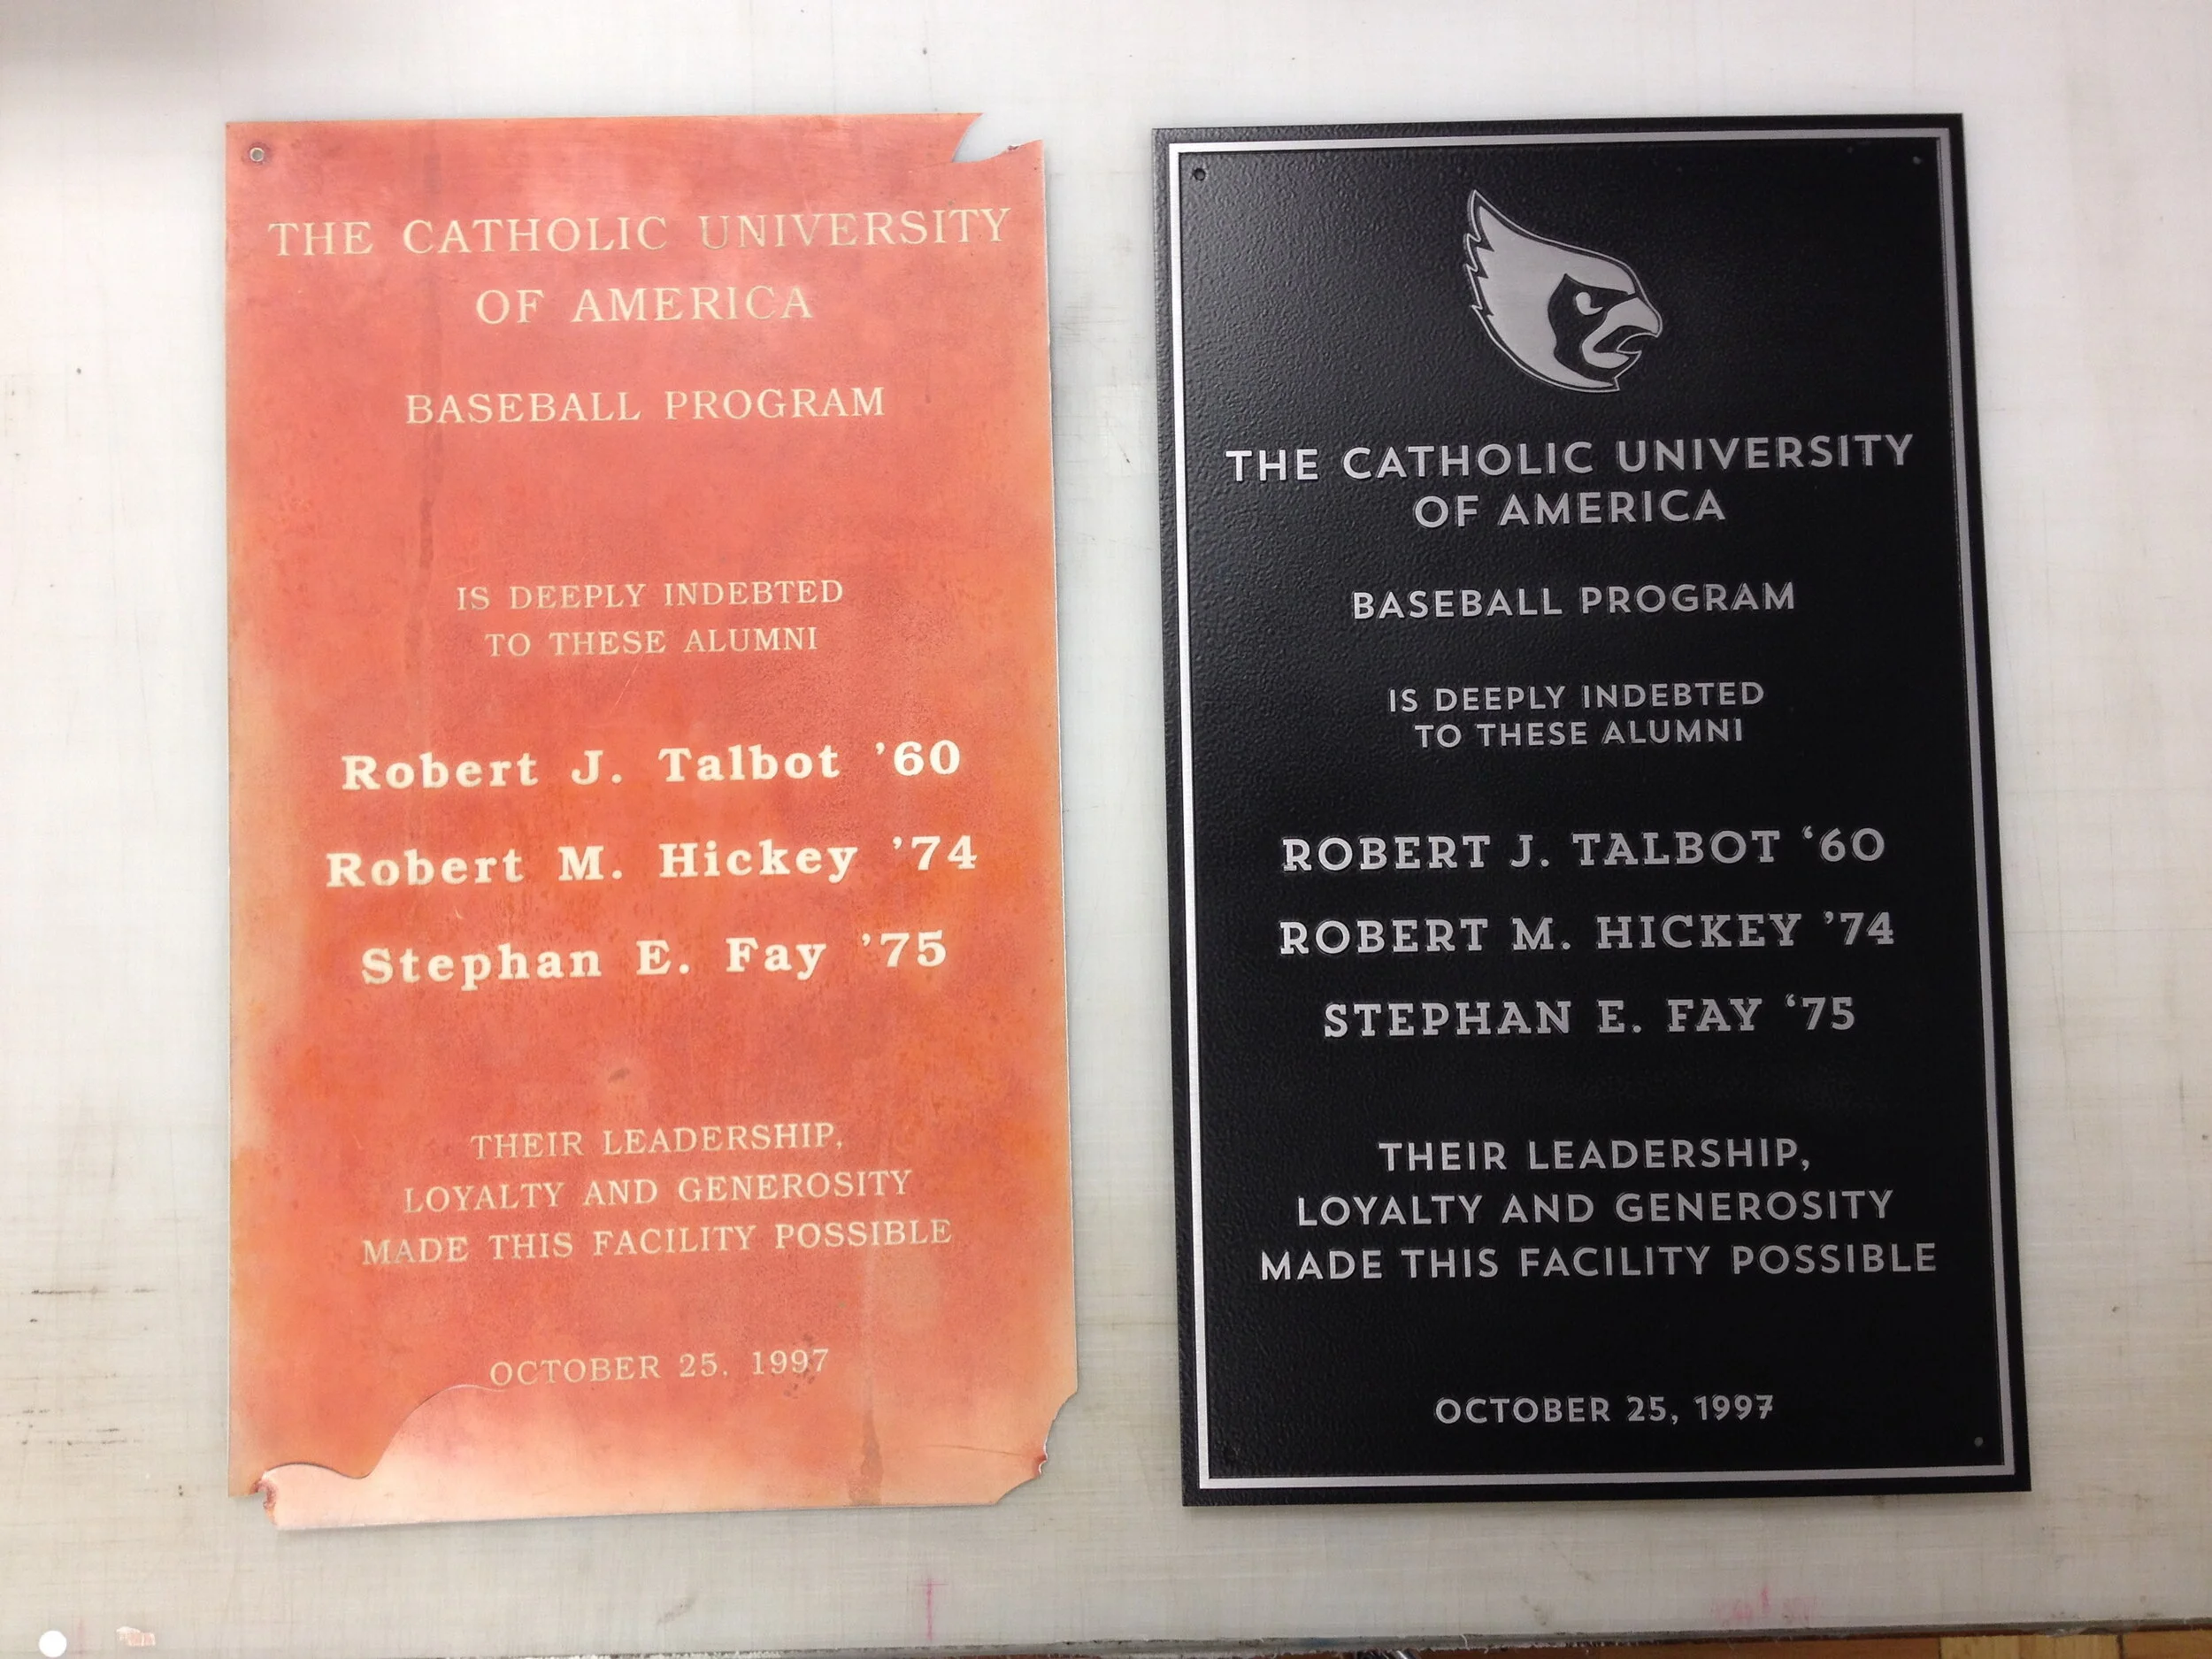 THE CATHOLIC UNIVERSITY
OF AMERICA
BASEBALL PROGRAM
IS DEEPLY INDEBTED
TO THESE ALUMNI
Robert J. Talbot ’60
Robert M. Hickey ’74
Stephan E. Fay ’75
THEIR LEADERSHIP,
LOYALTY AND GENEROSITY
MADE THIS FACILITY POSSIBLE
OCTOBER 25, 1997
THE CATHOLIC UNIVERSITY
OF AMERICA
BASEBALL PROGRAM
IS DEEPLY INDEBTED
TO THESE ALUMNI
ROBERT J. TALBOT ‘60
ROBERT M. HICKEY ’74
STEPHAN E. FAY ‘75
THEIR LEADERSHIP,
LOYALTY AND GENEROSITY
MADE THIS FACILITY POSSIBLE
OCTOBER 25, 1997